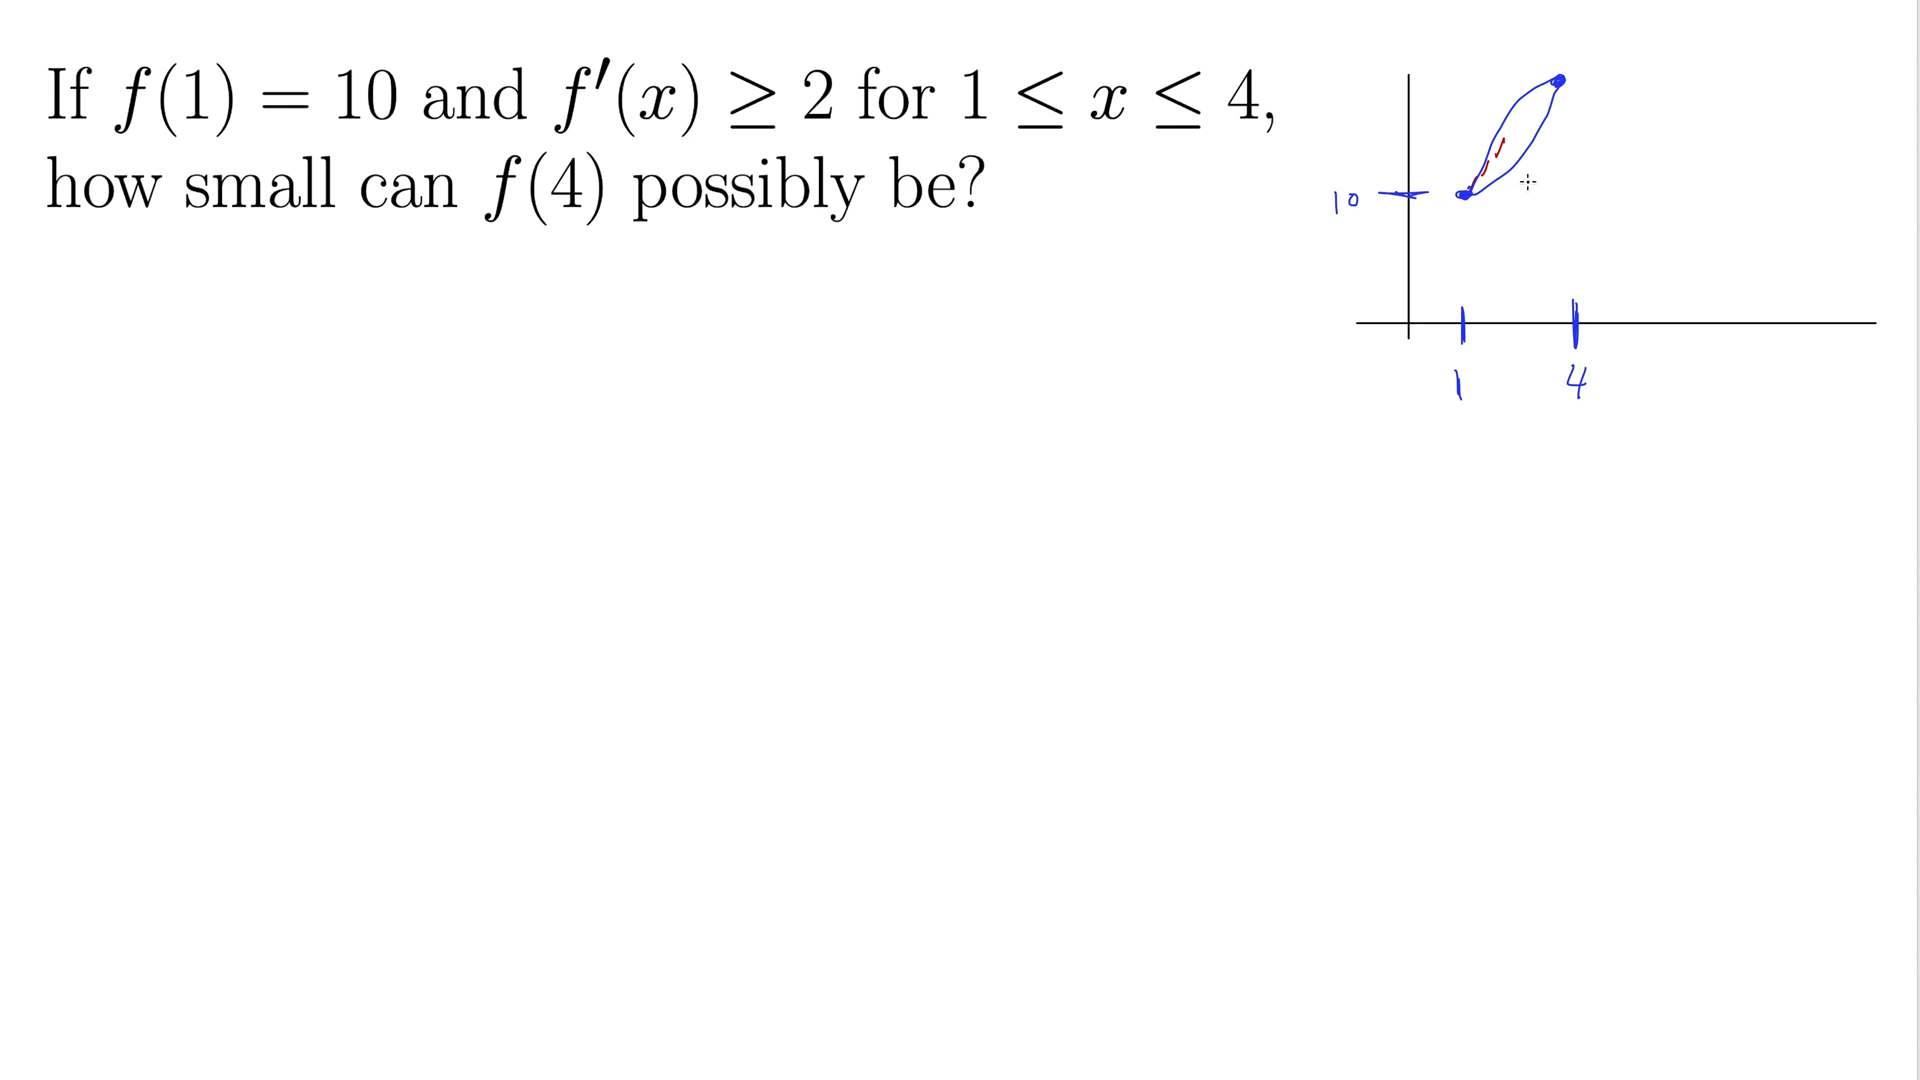 If f(1) = 10 and f′(x) ≥ 2 for 1 ≤ x ≤ 4,
how small can f(4) possibly be?
10
1 4